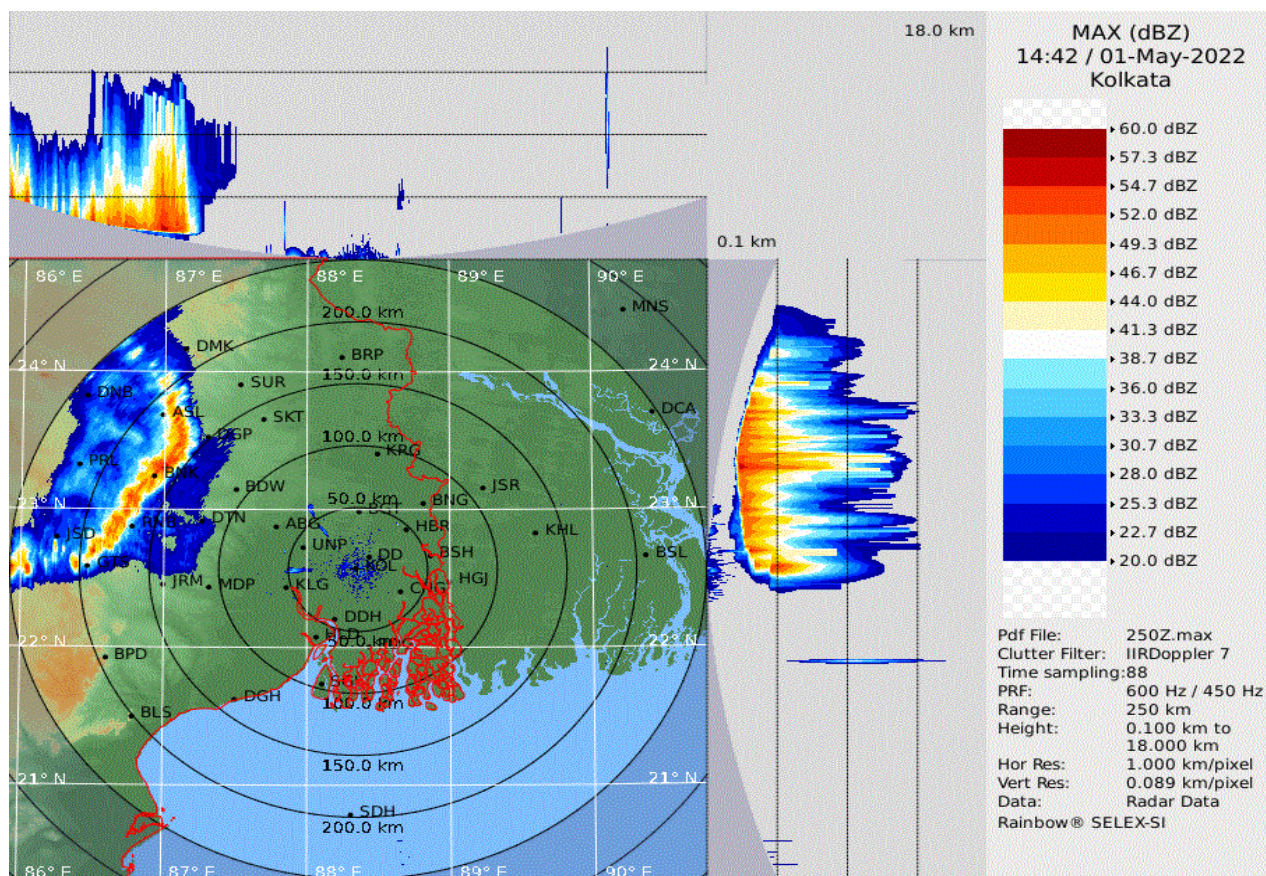 18.0 km
0.1 km
MAX (dBZ)
14:42 / 01-May-2022
Kolkata
60.0 dBZ
57.3 dBZ
54.7 dBZ
52.0 dBZ
49.3 dBZ
46.7 dBZ
44.0 dBZ
41.3 dBZ
38.7 dBZ
36.0 dBZ
33.3 dBZ
30.7 dBZ
28.0 dBZ
25.3 dBZ
22.7 dBZ
20.0 dBZ
Pdf File: 250Z.max
Clutter Filter: IIRDoppler 7
Time sampling:88
PRF: 600 Hz / 450 Hz
Range: 250 km
Height: 0.100 km to
18.000 km
Hor Res: 1.000 km/pixel
Vert Res: 0.089 km/pixel
Data: Radar Data
Rainbow® SELEX-SI
86° E 87° E 88° E 89° E 90° E
MNS
200.0 km
DMK
BRP
24° N 24° N
150.0 km
SUR
DNB
DCA
ASL
SKT
DGP
100.0 km
KRG
PRL
BNK
BDW
JSR
50.0 km
BNG
23° N 23° N
DTN
RNB
ABG
HBR
KHL
JSD
UNP
DD
BSH
BSL
GTS
KOL
JRM
MDP
KLG
CNG
HGJ
DDH
50.0 km
22° N 22° N
BPD
DGH
100.0 km
BLS
150.0 km
21° N 21° N
SDH
200.0 km
86° E 87° E 88° E 89° E 90° E